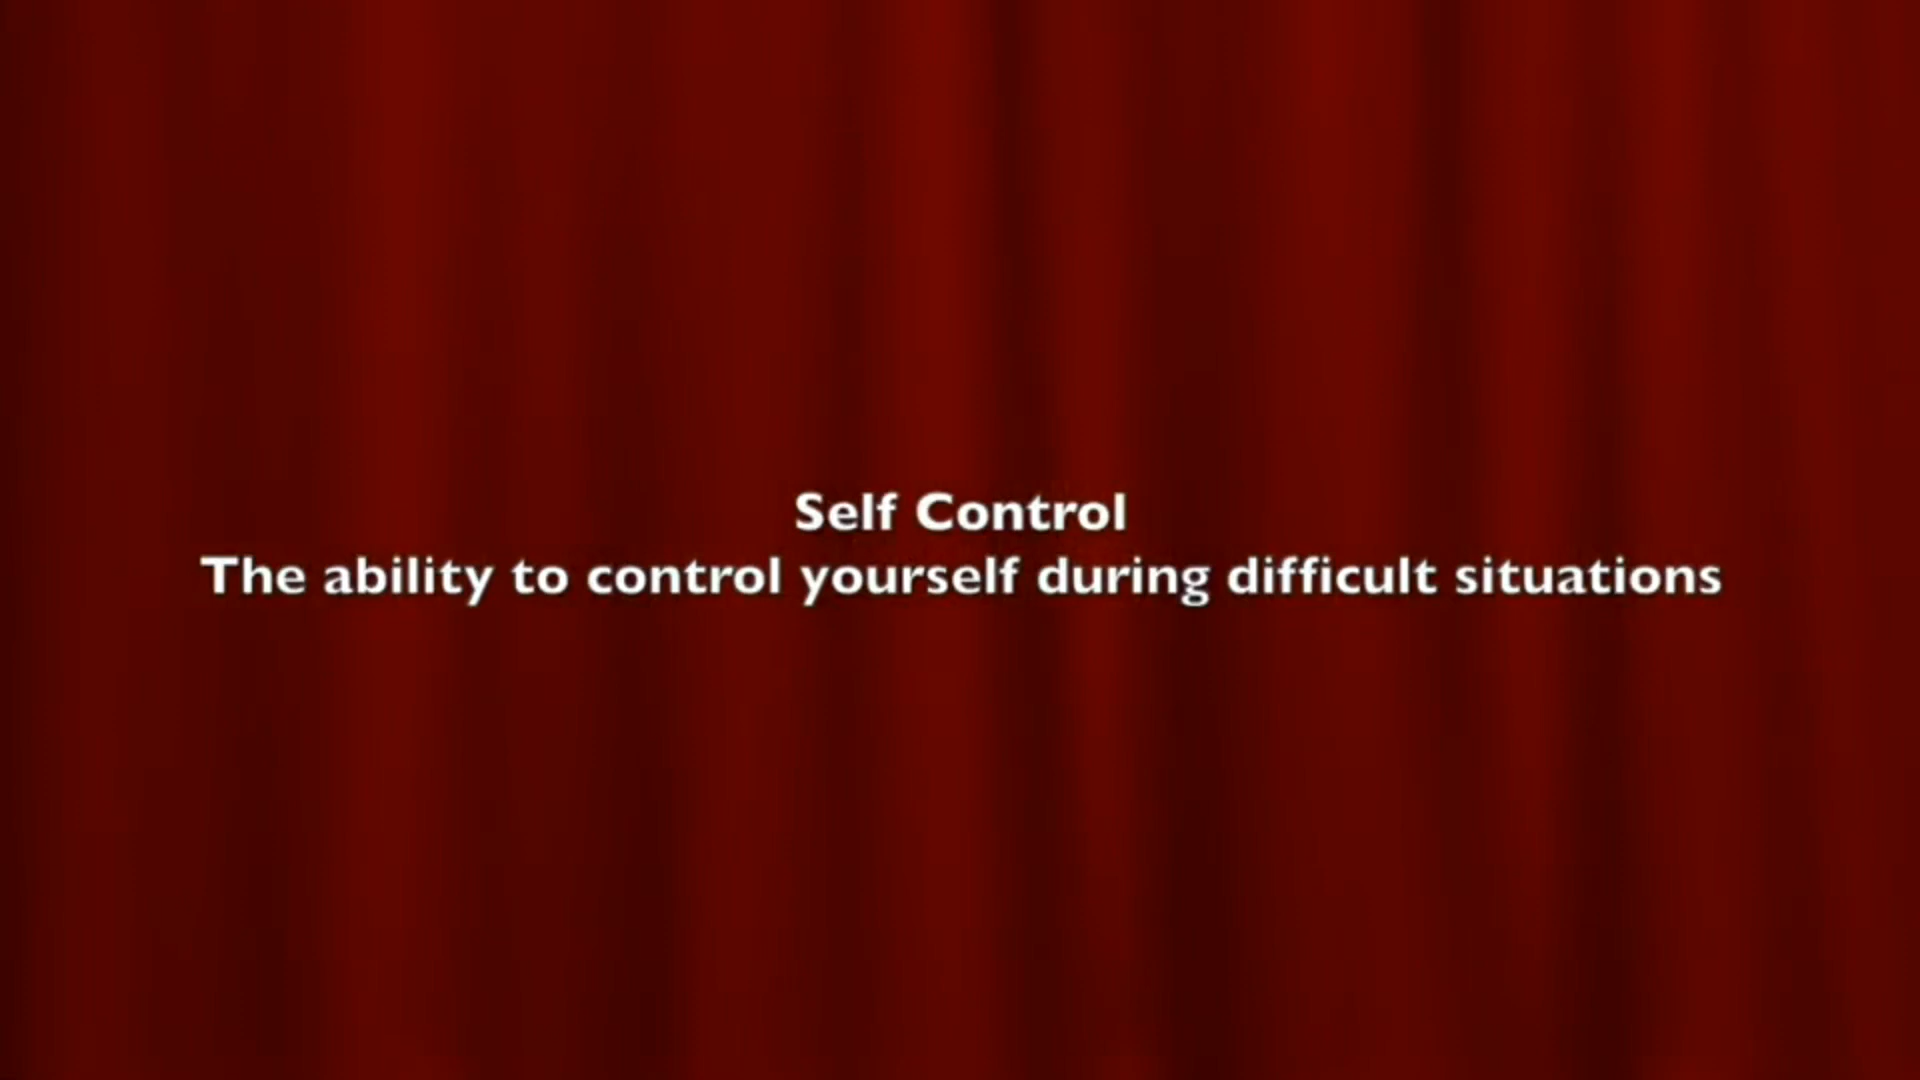 Self Control
The ability to control yourself during difficult situations